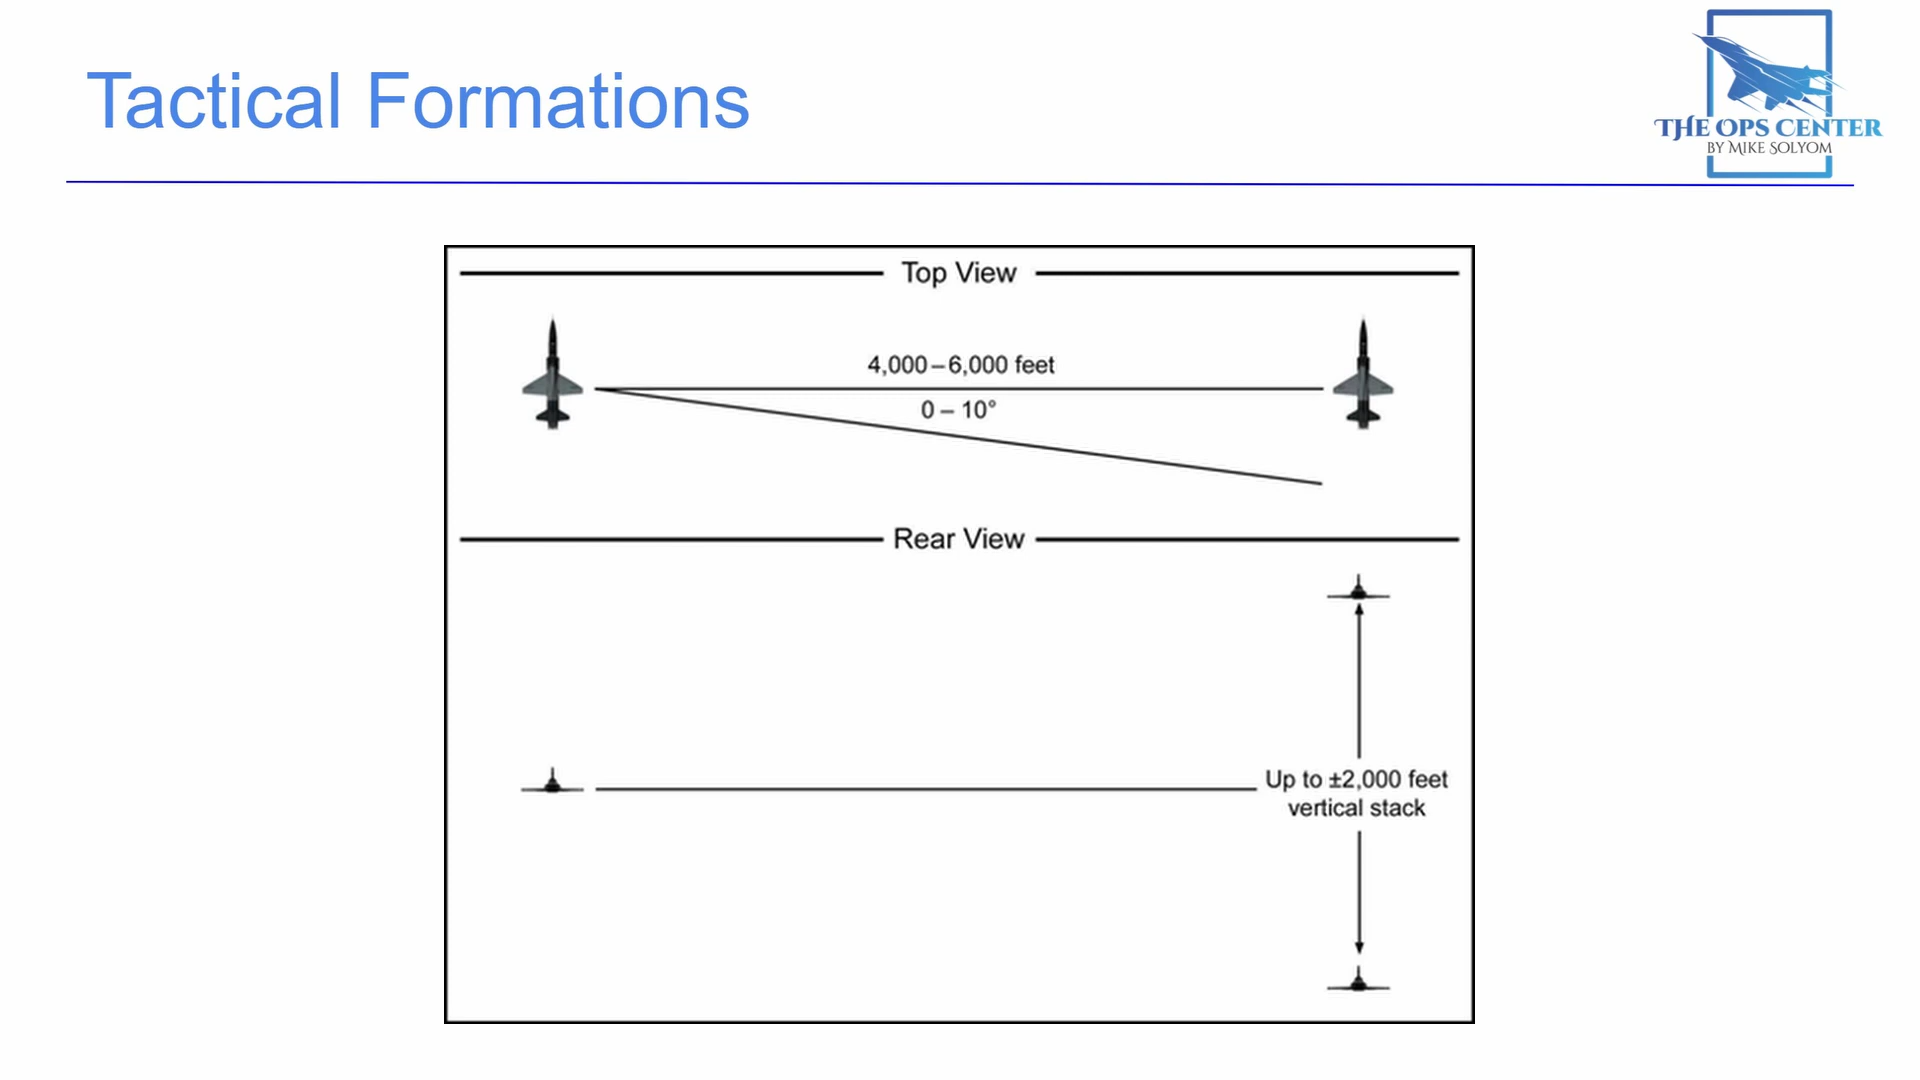 Tactical Formations
THE OPS CENTER
BY MIKE SOLYOM
Top View
4,000–6,000 feet
0 – 10°
Rear View
Up to ±2,000 feet
vertical stack